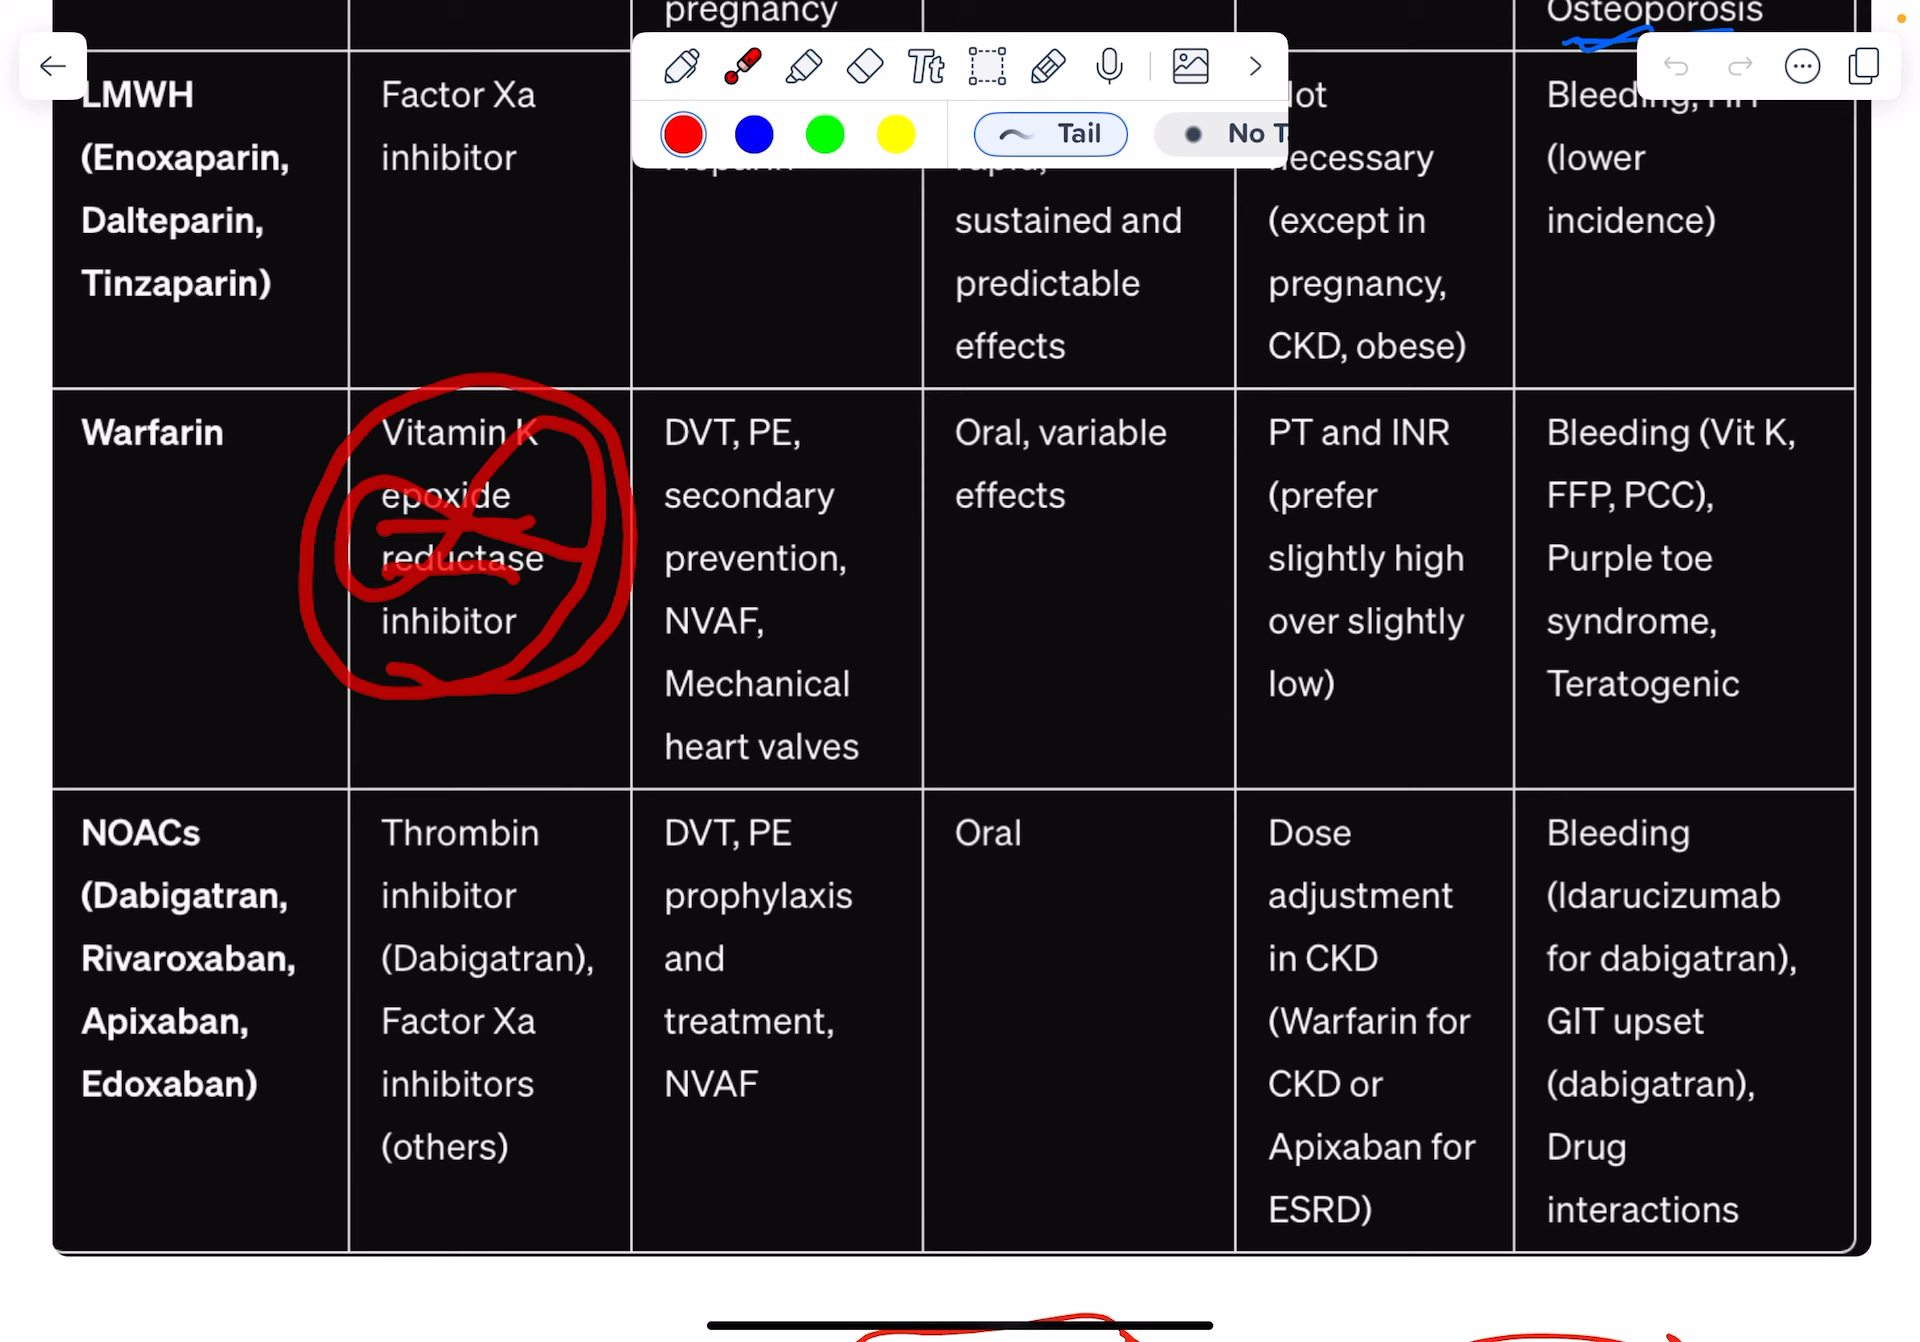 pregnancy
Osteoporosis
Tt
Tail
No T
LMWH
(Enoxaparin,
Dalteparin,
Tinzaparin)
Factor Xa
inhibitor
sustained and
predictable
effects
ecessary
(except in
pregnancy,
CKD, obese)
(lower
incidence)
Warfarin
Vitamin K
epoxide
reductase
inhibitor
DVT, PE,
secondary
prevention,
NVAF,
Mechanical
heart valves
Oral, variable
effects
PT and INR
(prefer
slightly high
over slightly
low)
Bleeding (Vit K,
FFP, PCC),
Purple toe
syndrome,
Teratogenic
NOACs
(Dabigatran,
Rivaroxaban,
Apixaban,
Edoxaban)
Thrombin
inhibitor
(Dabigatran),
Factor Xa
inhibitors
(others)
DVT, PE
prophylaxis
and
treatment,
NVAF
Oral
Dose
adjustment
in CKD
(Warfarin for
CKD or
Apixaban for
ESRD)
Bleeding
(Idarucizumab
for dabigatran),
GIT upset
(dabigatran),
Drug
interactions